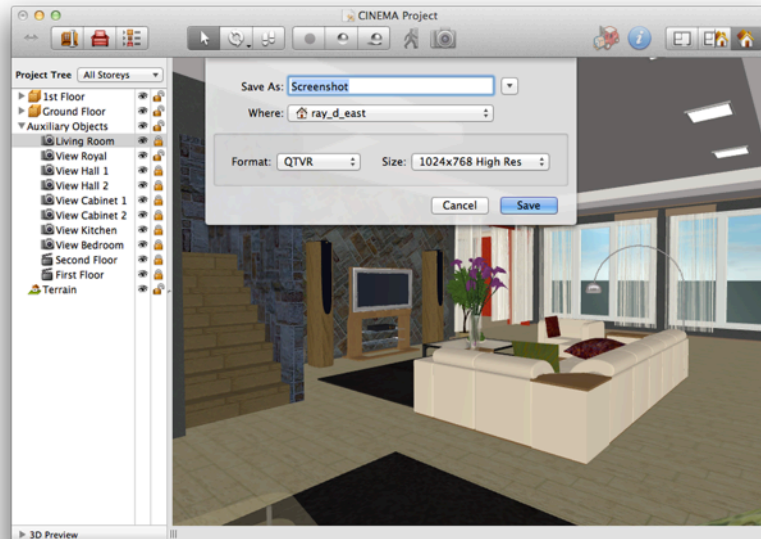 CINEMA Project
Save As: Screenshot
Where: ray_d_east
Format: QTVR Size: 1024x768 High Res
Cancel Save
Project Tree All Storeys
1st Floor
Ground Floor
Auxiliary Objects
Living Room
View Royal
View Hall 1
View Hall 2
View Cabinet 1
View Cabinet 2
View Kitchen
View Bedroom
Second Floor
First Floor
Terrain
3D Preview